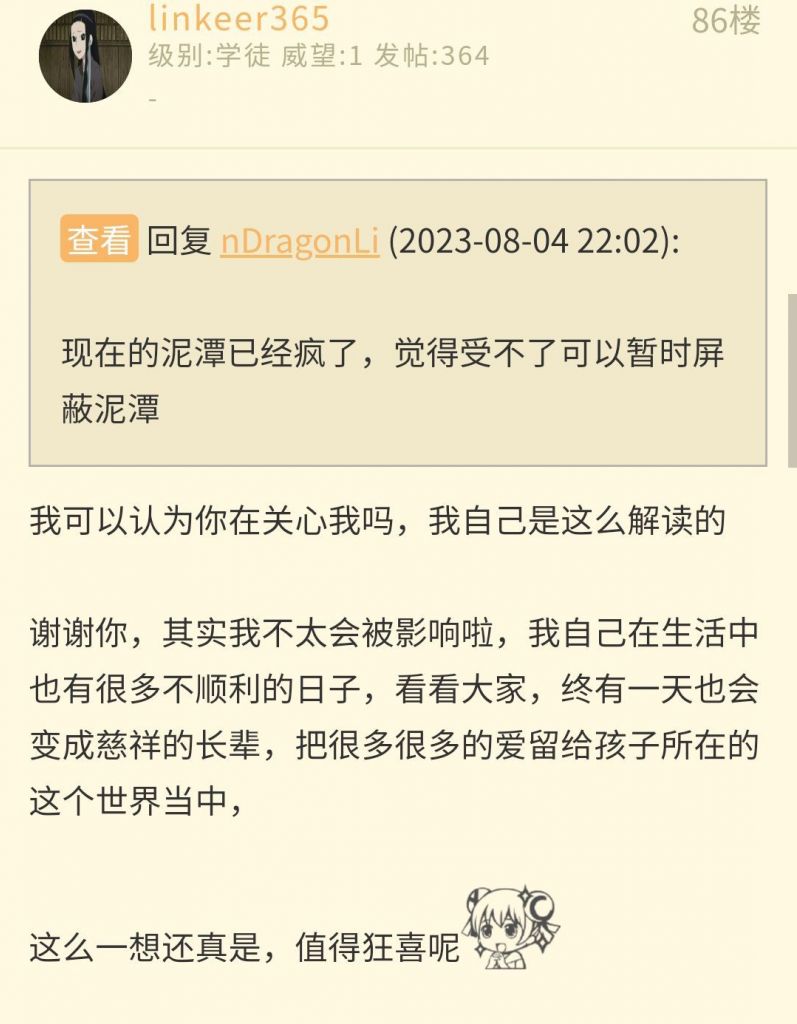 linkeer365
86楼
级别:学徒 威望:1 发帖:364
-
查看 回复 nDragonLi (2023-08-04 22:02):
现在的泥潭已经疯了，觉得受不了可以暂时屏
蔽泥潭
我可以认为你在关心我吗，我自己是这么解读的
谢谢你，其实我不太会被影响啦，我自己在生活中
也有很多不顺利的日子，看看大家，终有一天也会
变成慈祥的长辈，把很多很多的爱留给孩子所在的
这个世界当中，
这么一想还真是，值得狂喜呢